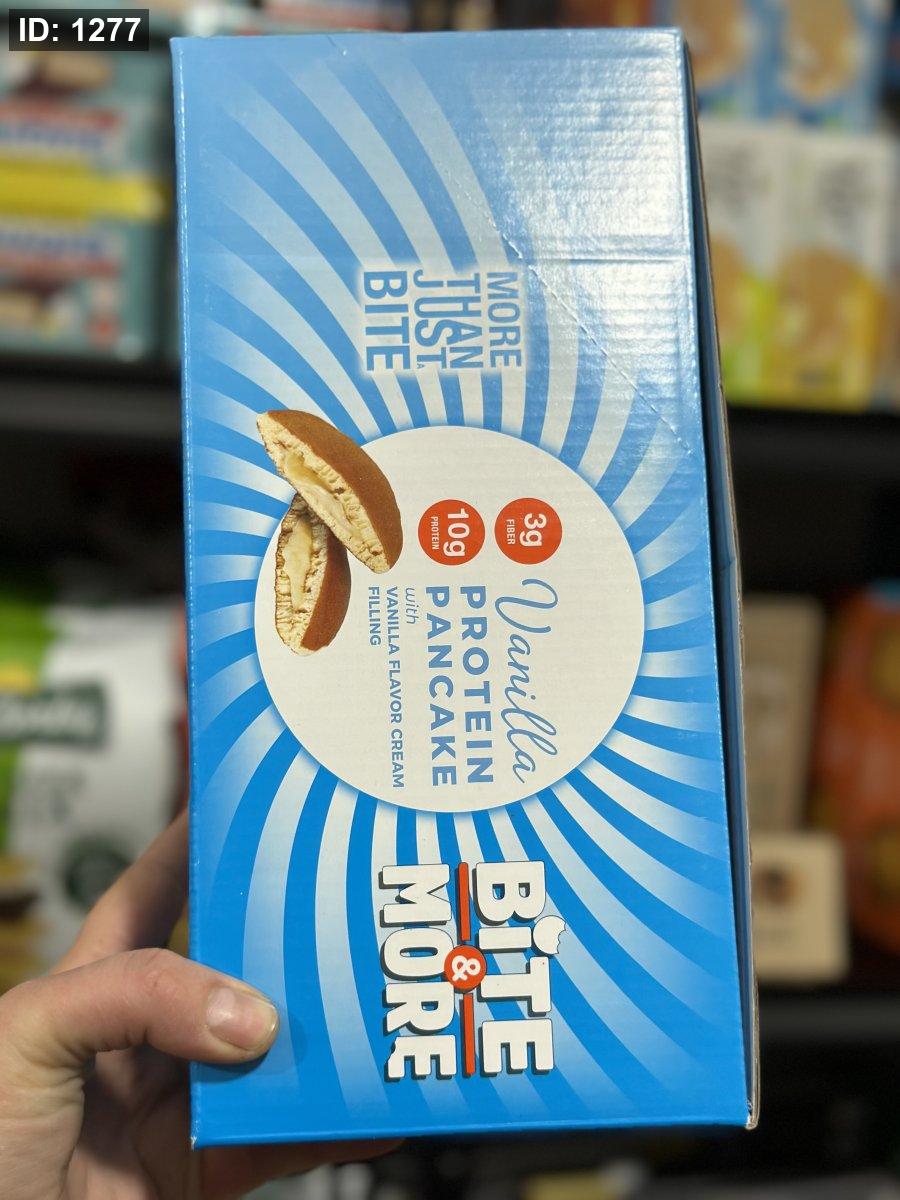 ID: 1277
MORE
THAN
JUST A
BITE
3g
FIBER
10g
PROTEIN
Vanilla
PROTEIN
PANCAKE
with
VANILLA FLAVOR CREAM
FILLING
BITE
&
MORE